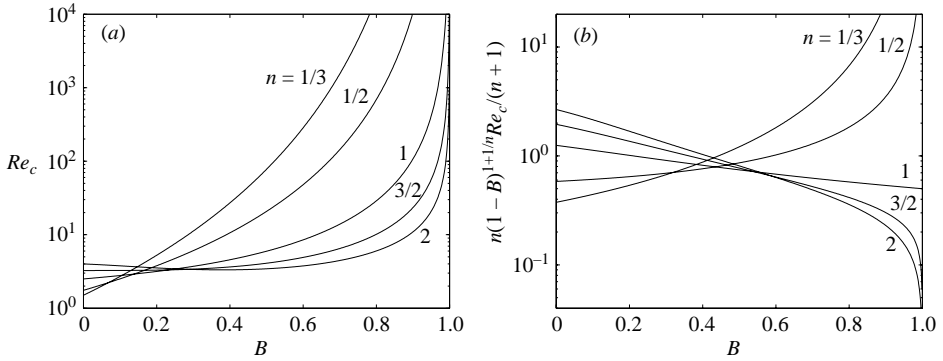 (a)
10^4
10^3
10^2
10^1
10^0
Re_c
n = 1/3
1/2
1
3/2
2
0 0.2 0.4 0.6 0.8 1.0
B
(b)
10^1
10^0
10^{-1}
n(1 – B)^{1+1/n}Re_c/(n + 1)
n = 1/3
1/2
1
3/2
2
0 0.2 0.4 0.6 0.8 1.0
B